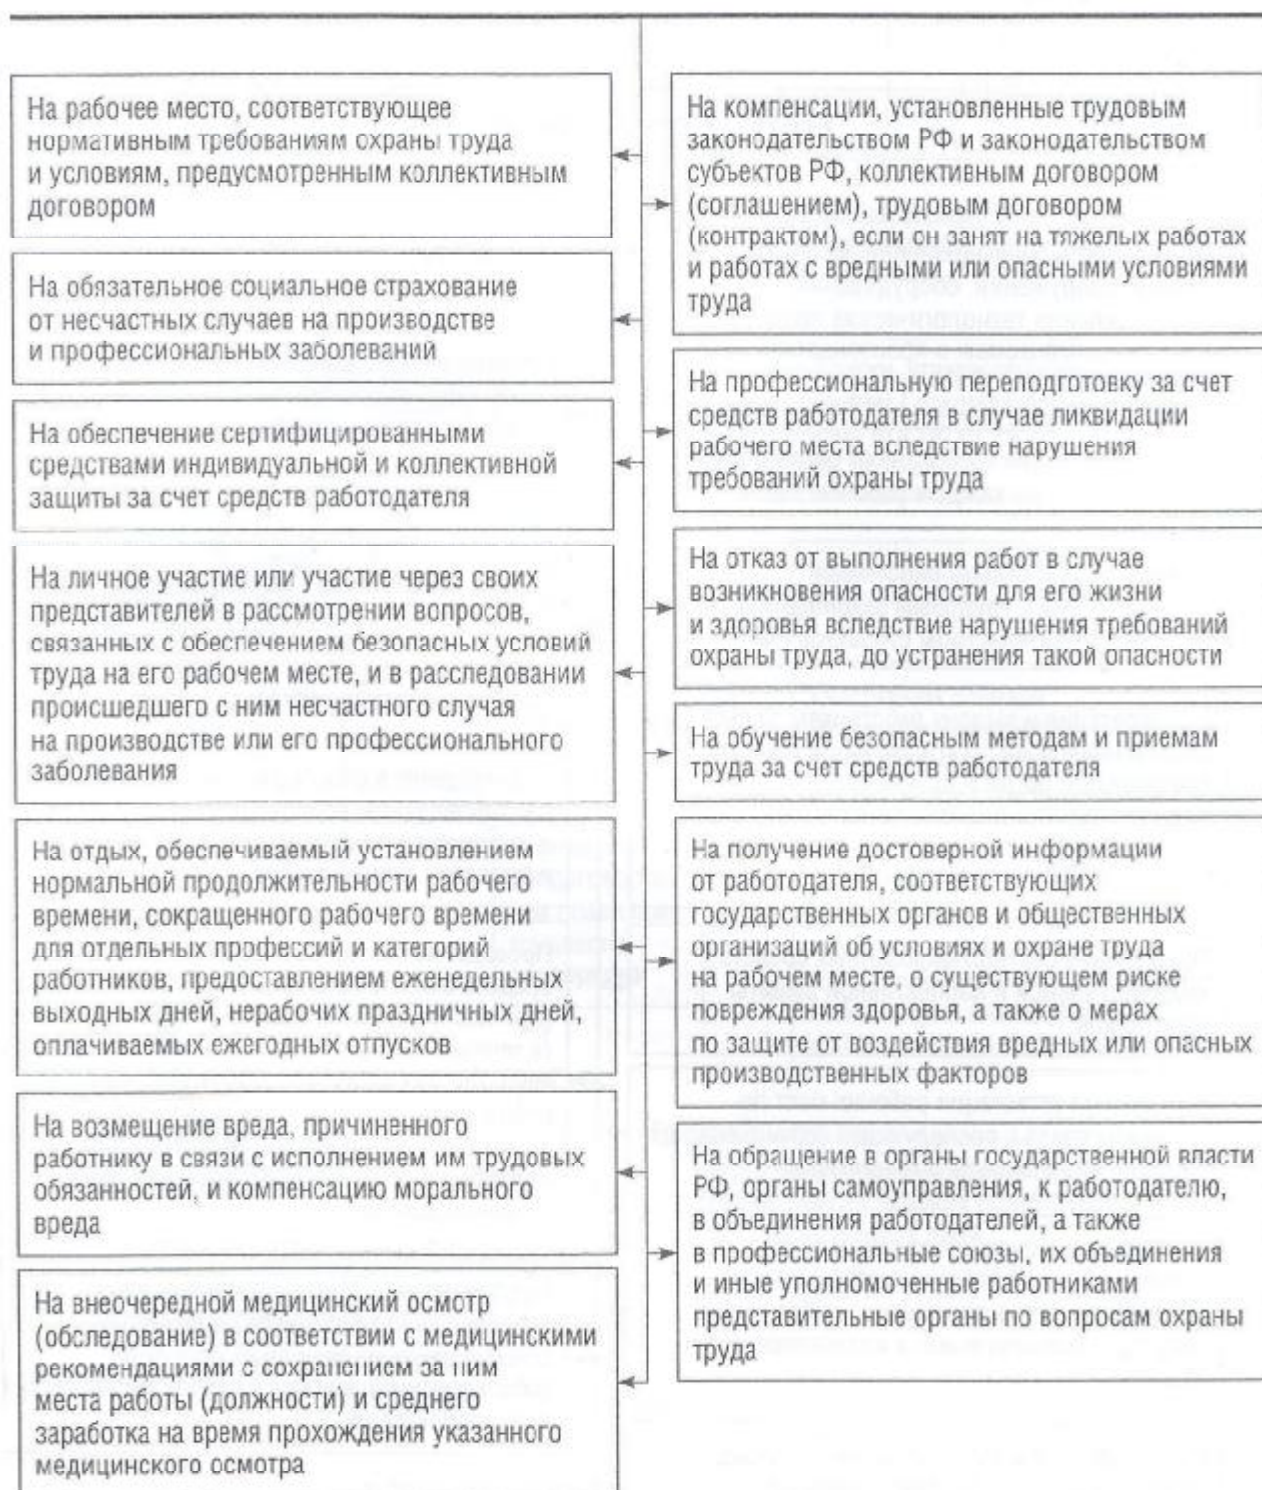 На рабочее место, соответствующее
нормативным требованиям охраны труда
и условиям, предусмотренным коллективным
договором
На обязательное социальное страхование
от несчастных случаев на производстве
и профессиональных заболеваний
На обеспечение сертифицированными
средствами индивидуальной и коллективной
защиты за счет средств работодателя
На личное участие или участие через своих
представителей в рассмотрении вопросов,
связанных с обеспечением безопасных условий
труда на его рабочем месте, и в расследовании
происшедшего с ним несчастного случая
на производстве или его профессионального
заболевания
На отдых, обеспечиваемый установлением
нормальной продолжительности рабочего
времени, сокращенного рабочего времени
для отдельных профессий и категорий
работников, предоставлением еженедельных
выходных дней, нерабочих праздничных дней,
оплачиваемых ежегодных отпусков
На возмещение вреда, причиненного
работнику в связи с исполнением им трудовых
обязанностей, и компенсацию морального
вреда
На внеочередной медицинский осмотр
(обследование) в соответствии с медицинскими
рекомендациями с сохранением за ним
места работы (должности) и среднего
заработка на время прохождения указанного
медицинского осмотра
На компенсации, установленные трудовым
законодательством РФ и законодательством
субъектов РФ, коллективным договором
(соглашением), трудовым договором
(контрактом), если он занят на тяжелых работах
и работах с вредными или опасными условиями
труда
На профессиональную переподготовку за счет
средств работодателя в случае ликвидации
рабочего места вследствие нарушения
требований охраны труда
На отказ от выполнения работ в случае
возникновения опасности для его жизни
и здоровья вследствие нарушения требований
охраны труда, до устранения такой опасности
На обучение безопасным методам и приемам
труда за счет средств работодателя
На получение достоверной информации
от работодателя, соответствующих
государственных органов и общественных
организаций об условиях и охране труда
на рабочем месте, о существующем риске
повреждения здоровья, а также о мерах
по защите от воздействия вредных или опасных
производственных факторов
На обращение в органы государственной власти
РФ, органы самоуправления, к работодателю,
в объединения работодателей, а также
в профессиональные союзы, их объединения
и иные уполномоченные работниками
представительные органы по вопросам охраны
труда